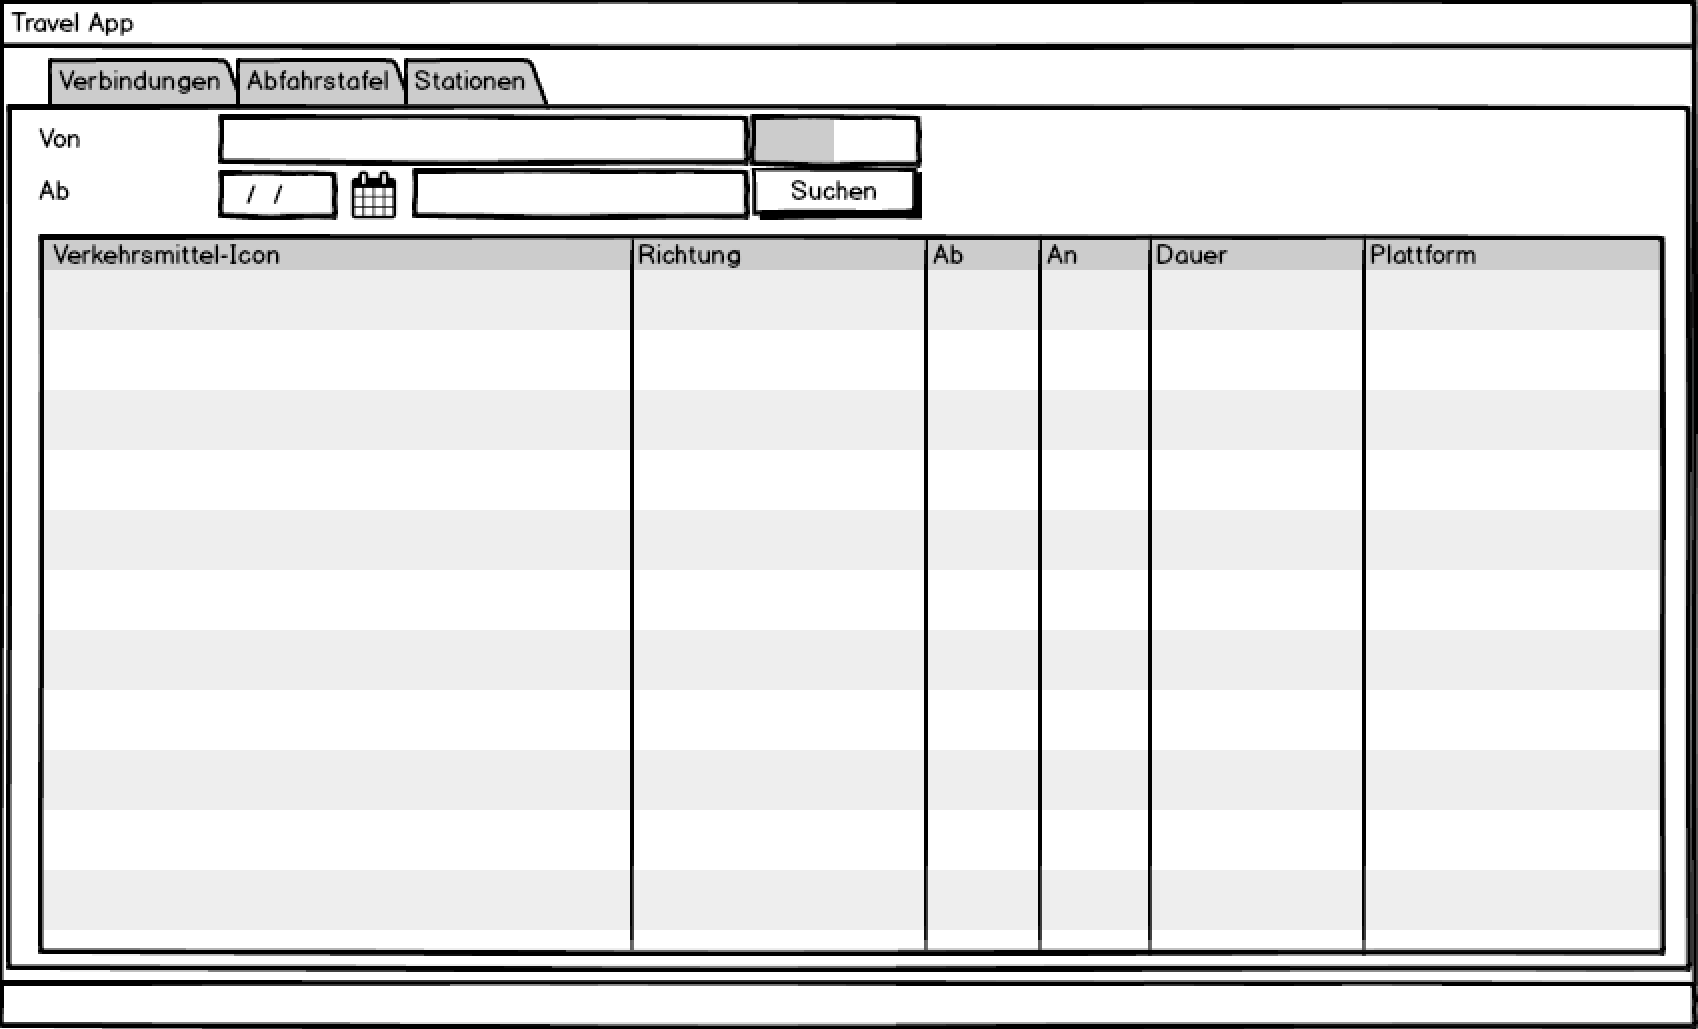 Travel App
Verbindungen Abfahrstafel Stationen
Von
Ab / / Suchen
Verkehrsmittel-Icon Richtung Ab An Dauer Plattform